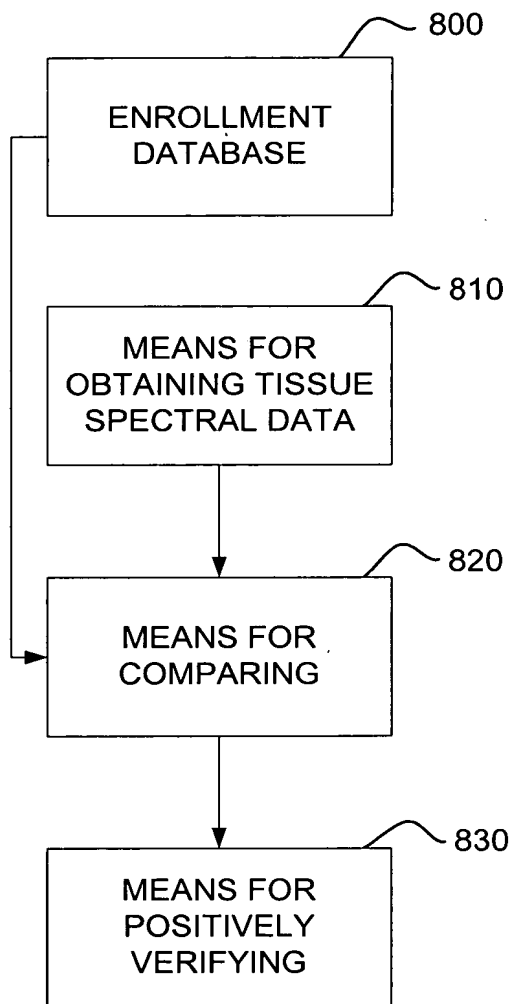 800
ENROLLMENT
DATABASE
810
MEANS FOR
OBTAINING TISSUE
SPECTRAL DATA
820
MEANS FOR
COMPARING
830
MEANS FOR
POSITIVELY
VERIFYING